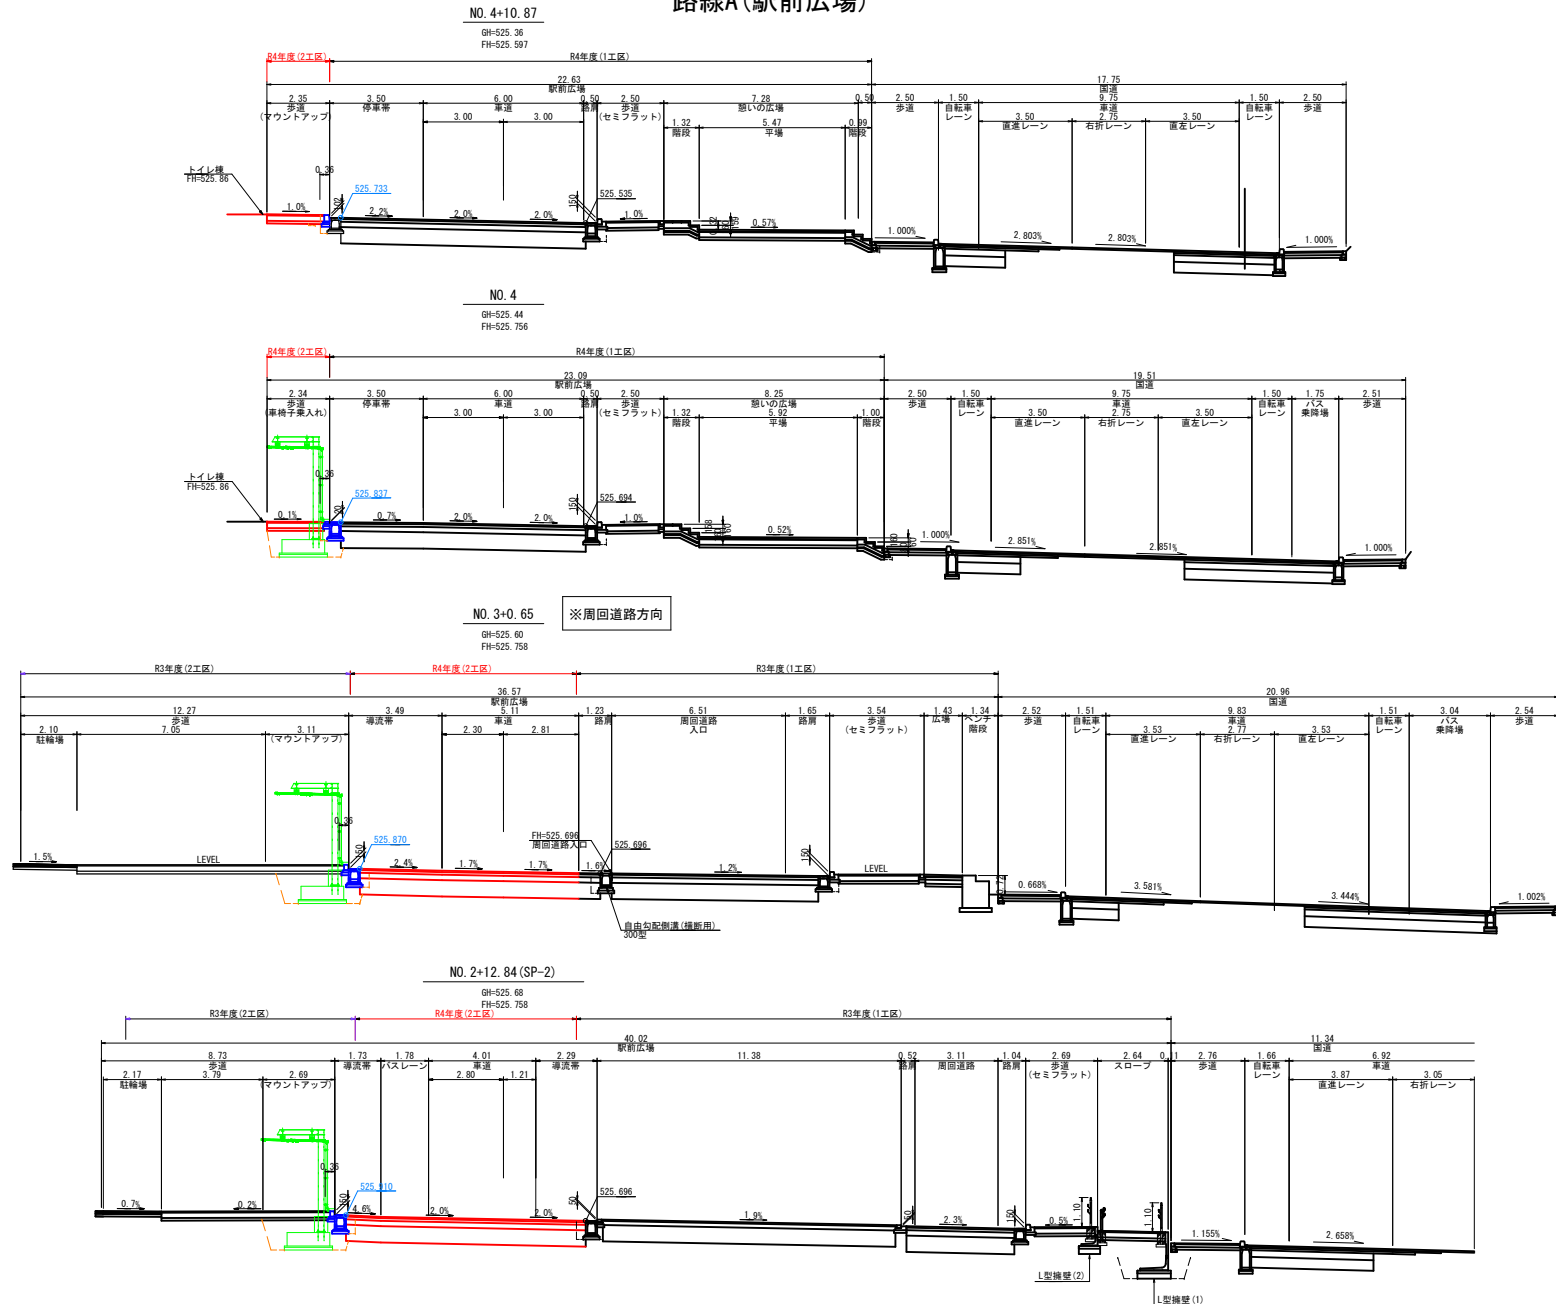 路線A(駅前広場)
NO.4+10.87
GH=525.36
FH=525.597
R4年度(2工区)
R4年度(1工区)
22.63
駅前広場
17.75
国道
2.35
歩道
(マウントアップ)
3.50
停車帯
6.00
車道
0.50
路肩
2.50
歩道
(セミフラット)
7.28
憩いの広場
0.50
2.50
歩道
1.50
自転車
レーン
9.75
車道
1.50
自転車
レーン
2.50
歩道
3.00
3.00
1.32
階段
5.47
平場
0.99
階段
3.50
直進レーン
2.75
右折レーン
3.50
直左レーン
トイレ棟
FH=525.86
0.36
525.733
150
525.535
1.0%
2.2%
2.0%
2.0%
1.0%
0.57%
1.000%
2.803%
2.803%
1.000%
NO.4
GH=525.44
FH=525.756
R4年度(2工区)
R4年度(1工区)
23.09
駅前広場
19.51
国道
2.34
歩道
(車椅子乗入れ)
3.50
停車帯
6.00
車道
0.50
路肩
2.50
歩道
(セミフラット)
8.25
憩いの広場
2.50
歩道
1.50
自転車
レーン
9.75
車道
1.50
自転車
レーン
1.75
バス
乗降場
2.51
歩道
3.00
3.00
1.32
階段
5.92
平場
1.00
階段
3.50
直進レーン
2.75
右折レーン
3.50
直左レーン
トイレ棟
FH=525.86
0.36
525.837
20
150
525.694
0.1%
0.7%
2.0%
2.0%
1.0%
0.52%
1.000%
2.851%
2.851%
1.000%
NO.3+0.65
※周回道路方向
GH=525.60
FH=525.758
R3年度(2工区)
R4年度(2工区)
R3年度(1工区)
36.57
駅前広場
20.96
国道
12.27
歩道
3.49
導流帯
5.11
車道
1.23
路肩
6.51
周回道路
入口
1.65
路肩
3.54
歩道
(セミフラット)
1.43
広場
1.34
ベンチ
階段
2.52
歩道
1.51
自転車
レーン
9.83
車道
1.51
自転車
レーン
3.04
バス
乗降場
2.54
歩道
2.10
駐輪場
7.05
3.11
(マウントアップ)
2.30
2.81
3.53
直進レーン
2.77
右折レーン
3.53
直左レーン
0.36
160
525.870
FH=525.696
周回道路入口
525.696
150
1.5%
LEVEL
2.4%
1.7%
1.7%
1.6%
1.2%
LEVEL
0.72
0.668%
3.581%
3.444%
1.002%
自由勾配側溝(横断用)
300型
NO.2+12.84(SP-2)
GH=525.68
FH=525.758
R3年度(2工区)
R4年度(2工区)
R3年度(1工区)
40.02
駅前広場
11.34
国道
8.73
歩道
1.73
導流帯
1.78
バスレーン
4.01
車道
2.29
導流帯
11.38
0.52
路肩
3.11
周回道路
1.04
路肩
2.69
歩道
(セミフラット)
2.64
スロープ
0.11
2.76
歩道
1.66
自転車
レーン
6.92
車道
2.17
駐輪場
3.79
2.69
(マウントアップ)
2.80
1.21
3.87
直進レーン
3.05
右折レーン
0.36
160
525.910
50
525.696
50
150
1.10
1.10
0.7%
0.2%
4.6%
2.0%
2.0%
1.9%
2.3%
0.5%
1.155%
2.658%
L型擁壁(2)
L型擁壁(1)